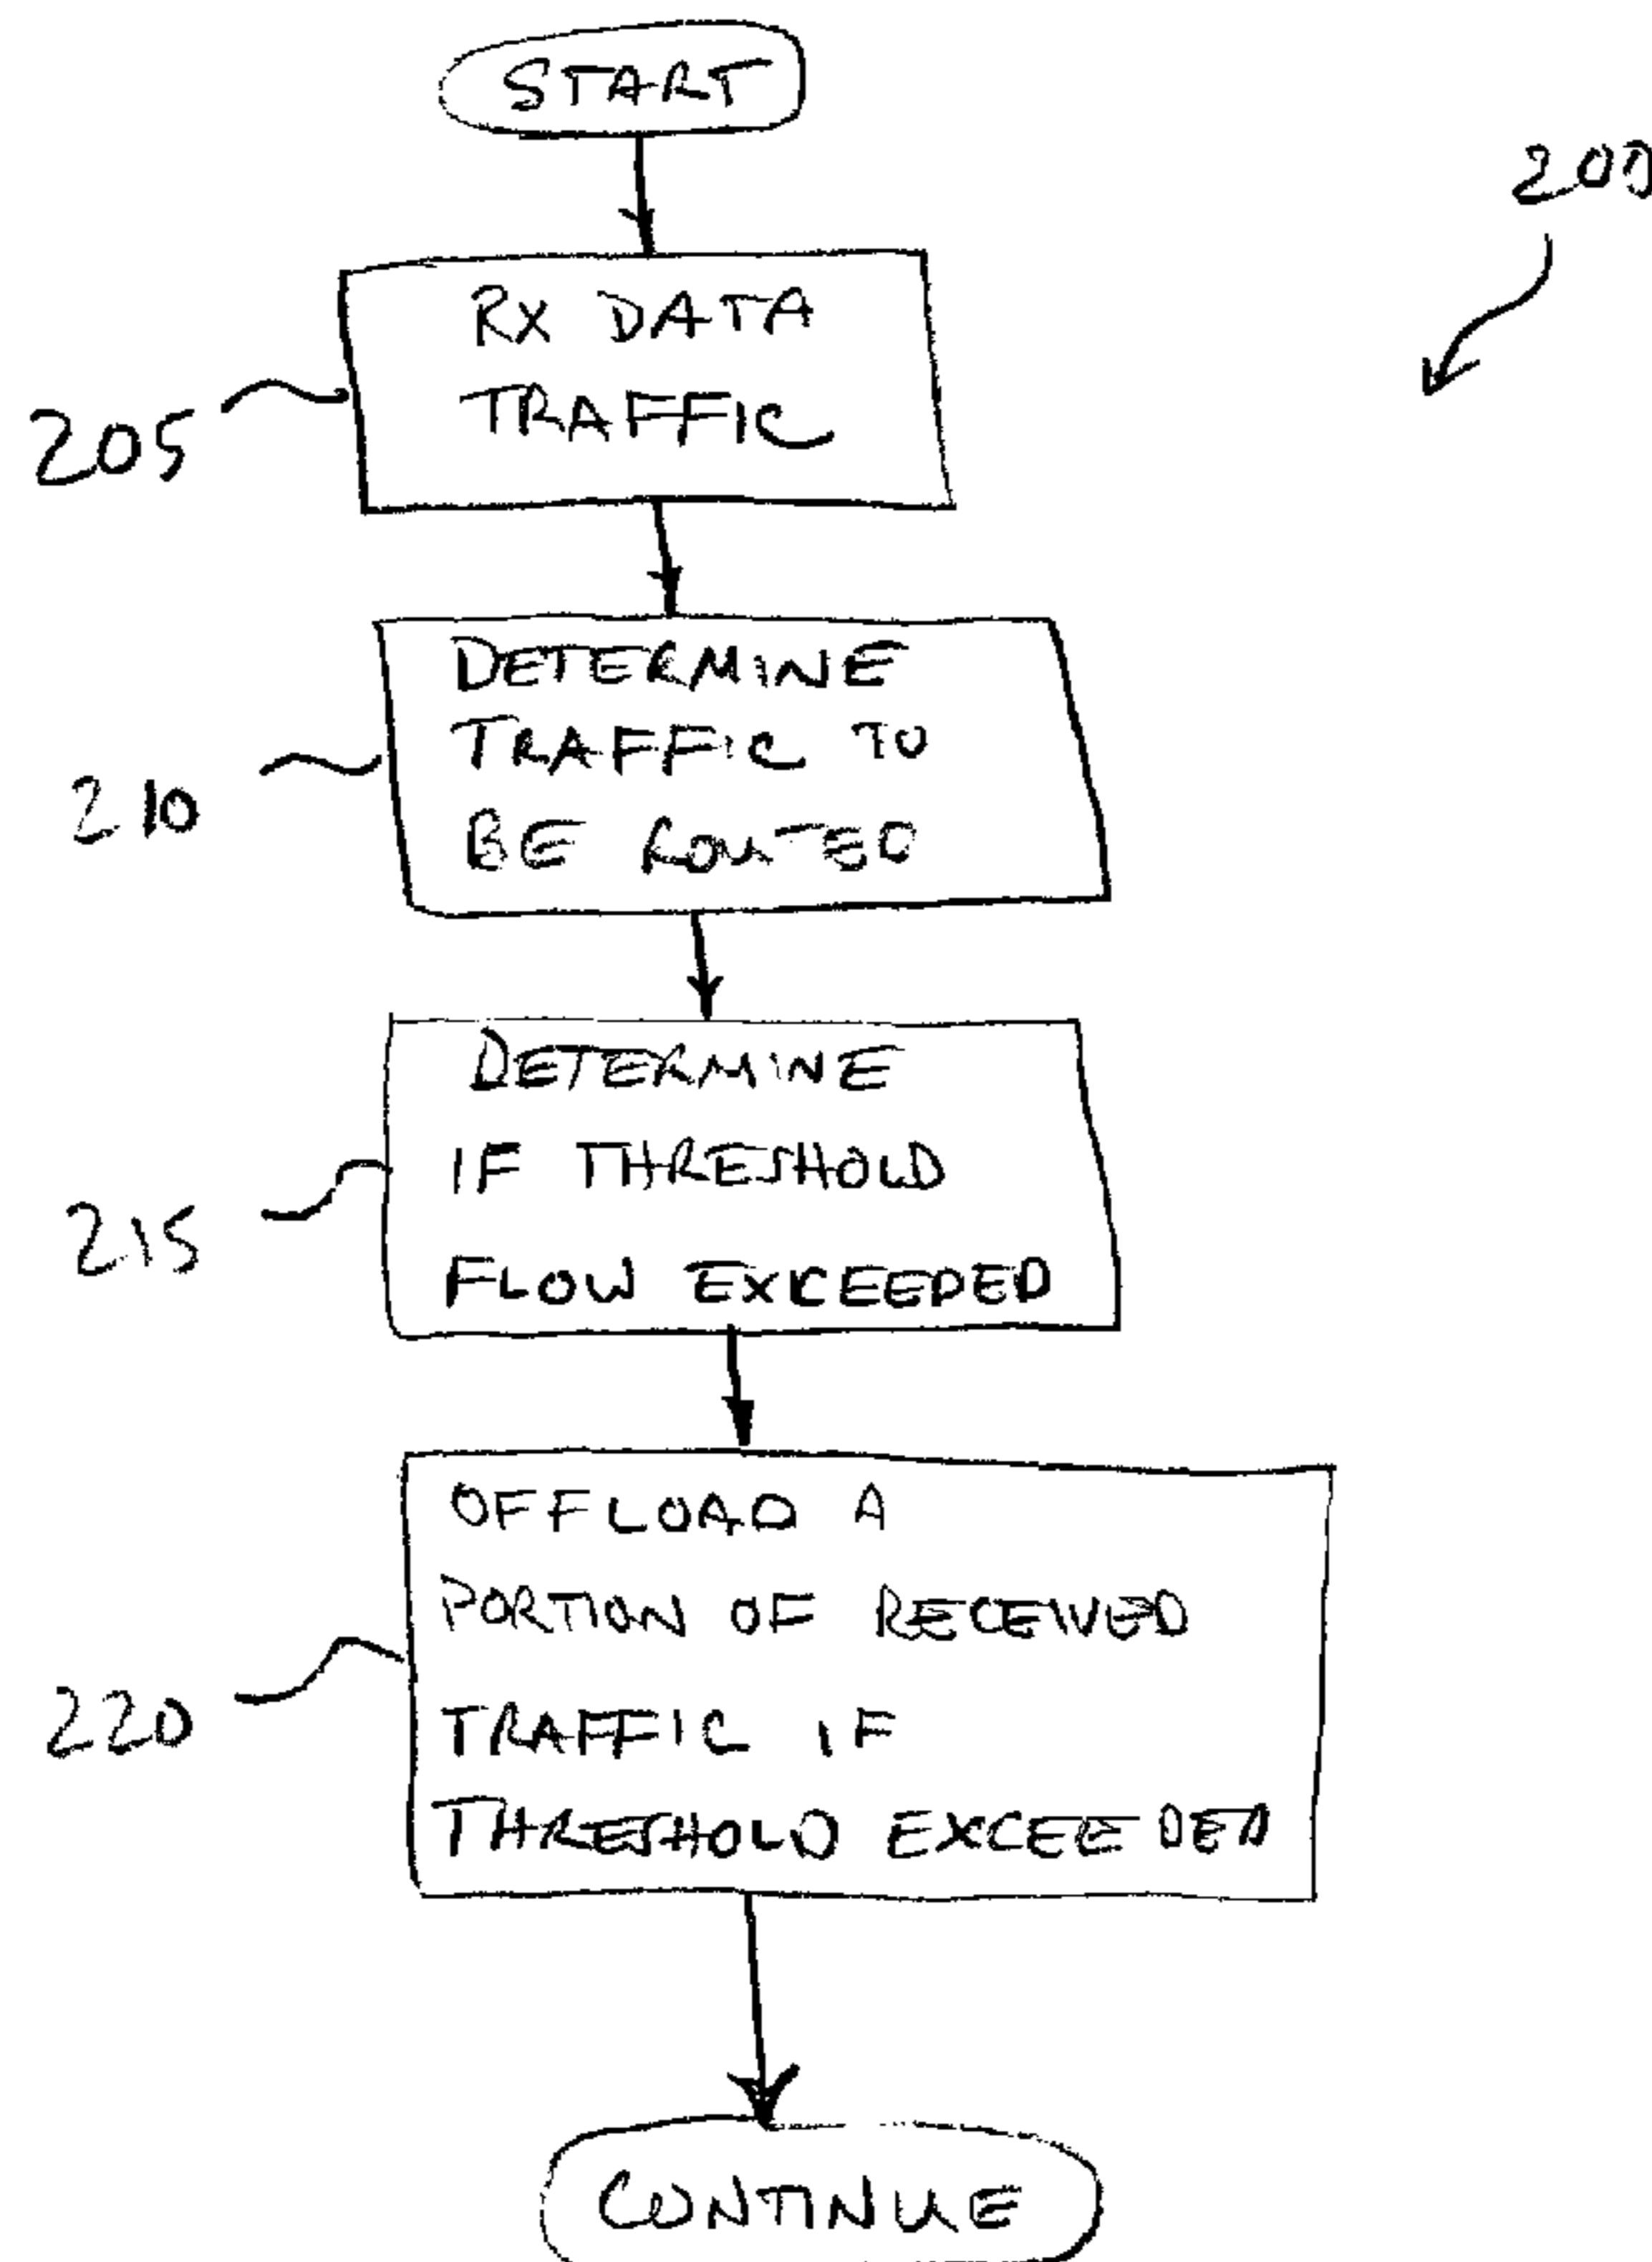 START
200
RX DATA
TRAFFIC
205
DETERMINE
TRAFFIC TO
BE ROUTED
210
DETERMINE
IF THRESHOLD
FLOW EXCEEDED
215
OFFLOAD A
PORTION OF RECEIVED
TRAFFIC IF
THRESHOLD EXCEEDED
220
CONTINUE